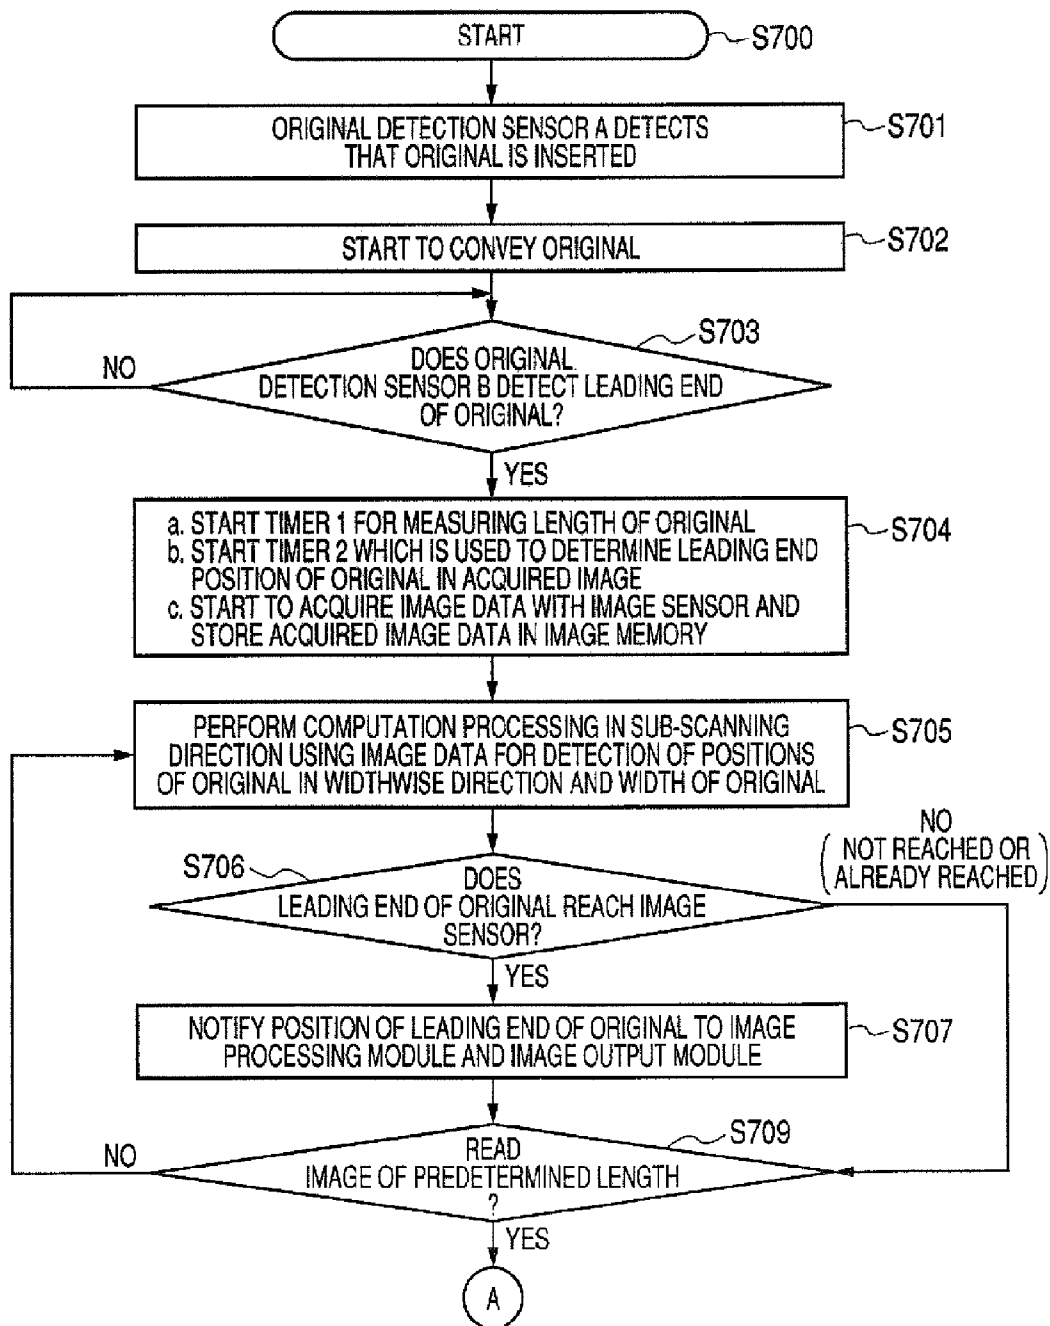 START
S700
ORIGINAL DETECTION SENSOR A DETECTS
THAT ORIGINAL IS INSERTED
S701
START TO CONVEY ORIGINAL
S702
S703
NO
DOES ORIGINAL
DETECTION SENSOR B DETECT LEADING END
OF ORIGINAL?
YES
a. START TIMER 1 FOR MEASURING LENGTH OF ORIGINAL
b. START TIMER 2 WHICH IS USED TO DETERMINE LEADING END
POSITION OF ORIGINAL IN ACQUIRED IMAGE
c. START TO ACQUIRE IMAGE DATA WITH IMAGE SENSOR AND
STORE ACQUIRED IMAGE DATA IN IMAGE MEMORY
S704
PERFORM COMPUTATION PROCESSING IN SUB-SCANNING
DIRECTION USING IMAGE DATA FOR DETECTION OF POSITIONS
OF ORIGINAL IN WIDTHWISE DIRECTION AND WIDTH OF ORIGINAL
S705
NO
(NOT REACHED OR
ALREADY REACHED)
S706
DOES
LEADING END OF ORIGINAL REACH IMAGE
SENSOR?
YES
NOTIFY POSITION OF LEADING END OF ORIGINAL TO IMAGE
PROCESSING MODULE AND IMAGE OUTPUT MODULE
S707
S709
NO
READ
IMAGE OF PREDETERMINED LENGTH
?
YES
A